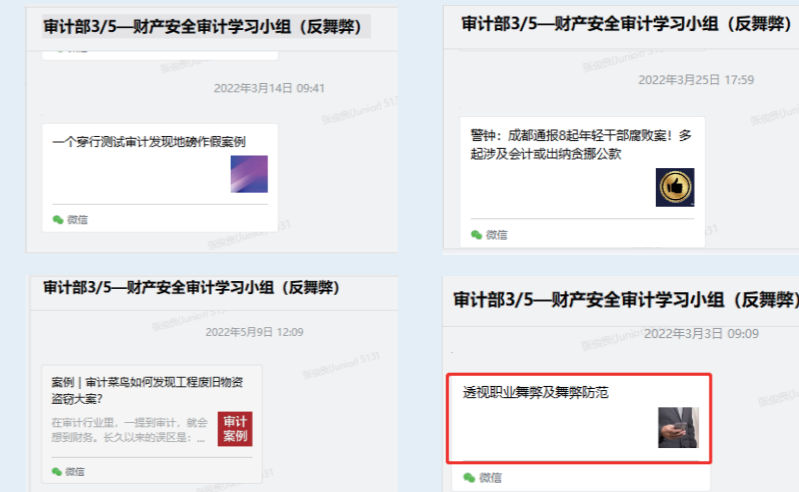 审计部3/5—财产安全审计学习小组（反舞弊）
2022年3月14日 09:41
一个穿行测试审计发现地磅作假案例
微信
审计部3/5—财产安全审计学习小组（反舞弊）
2022年3月25日 17:59
警钟：成都通报8起年轻干部腐败案！多
起涉及会计或出纳贪挪公款
微信
审计部3/5—财产安全审计学习小组（反舞弊）
2022年5月9日 12:09
案例 | 审计菜鸟如何发现工程废旧物资
盗窃大案?
在审计行业里，一提到审计，就会
想到财务。长久以来的误区是：...
审计
案例
微信
审计部3/5—财产安全审计学习小组（反舞弊）
2022年3月3日 09:09
透视职业舞弊及舞弊防范
微信